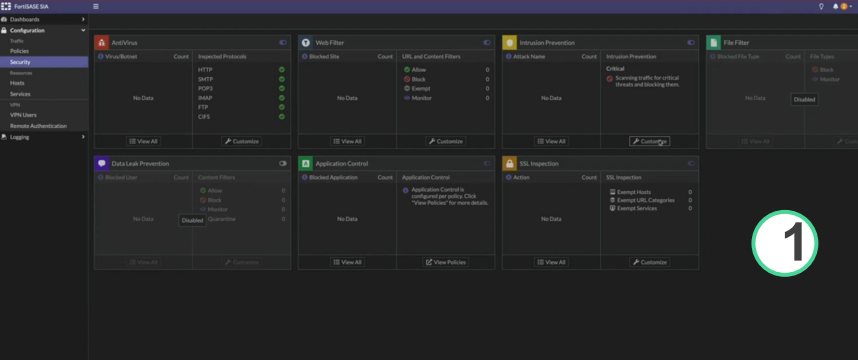 FortiSASE SIA
Dashboards
Configuration
Traffic
Policies
Security
Resources
Hosts
Services
VPN
VPN Users
Remote Authentication
Logging
AntiVirus
Virus/Botnet Count
No Data
Inspected Protocols
HTTP
SMTP
POP3
IMAP
FTP
CIFS
View All
Customize
Web Filter
Blocked Site Count
No Data
URL and Content Filters
Allow 0
Block 0
Exempt 0
Monitor 0
View All
Customize
Intrusion Prevention
Attack Name Count
No Data
Intrusion Prevention
Critical
Scanning traffic for critical
threats and blocking them.
View All
Customize
File Filter
Blocked File Type Count
No Data
File Types
Block
Monitor
Disabled
View All
Data Leak Prevention
Blocked User Count
No Data
Content Filters
Allow 0
Block 0
Monitor 0
Quarantine 0
Disabled
View All
Customize
Application Control
Blocked Application Count
No Data
Application Control
Application Control is
configured per policy. Click
"View Policies" for more details.
View All
View Policies
SSL Inspection
Action Count
No Data
SSL Inspection
Exempt Hosts 0
Exempt URL Categories 0
Exempt Services 0
View All
Customize
1